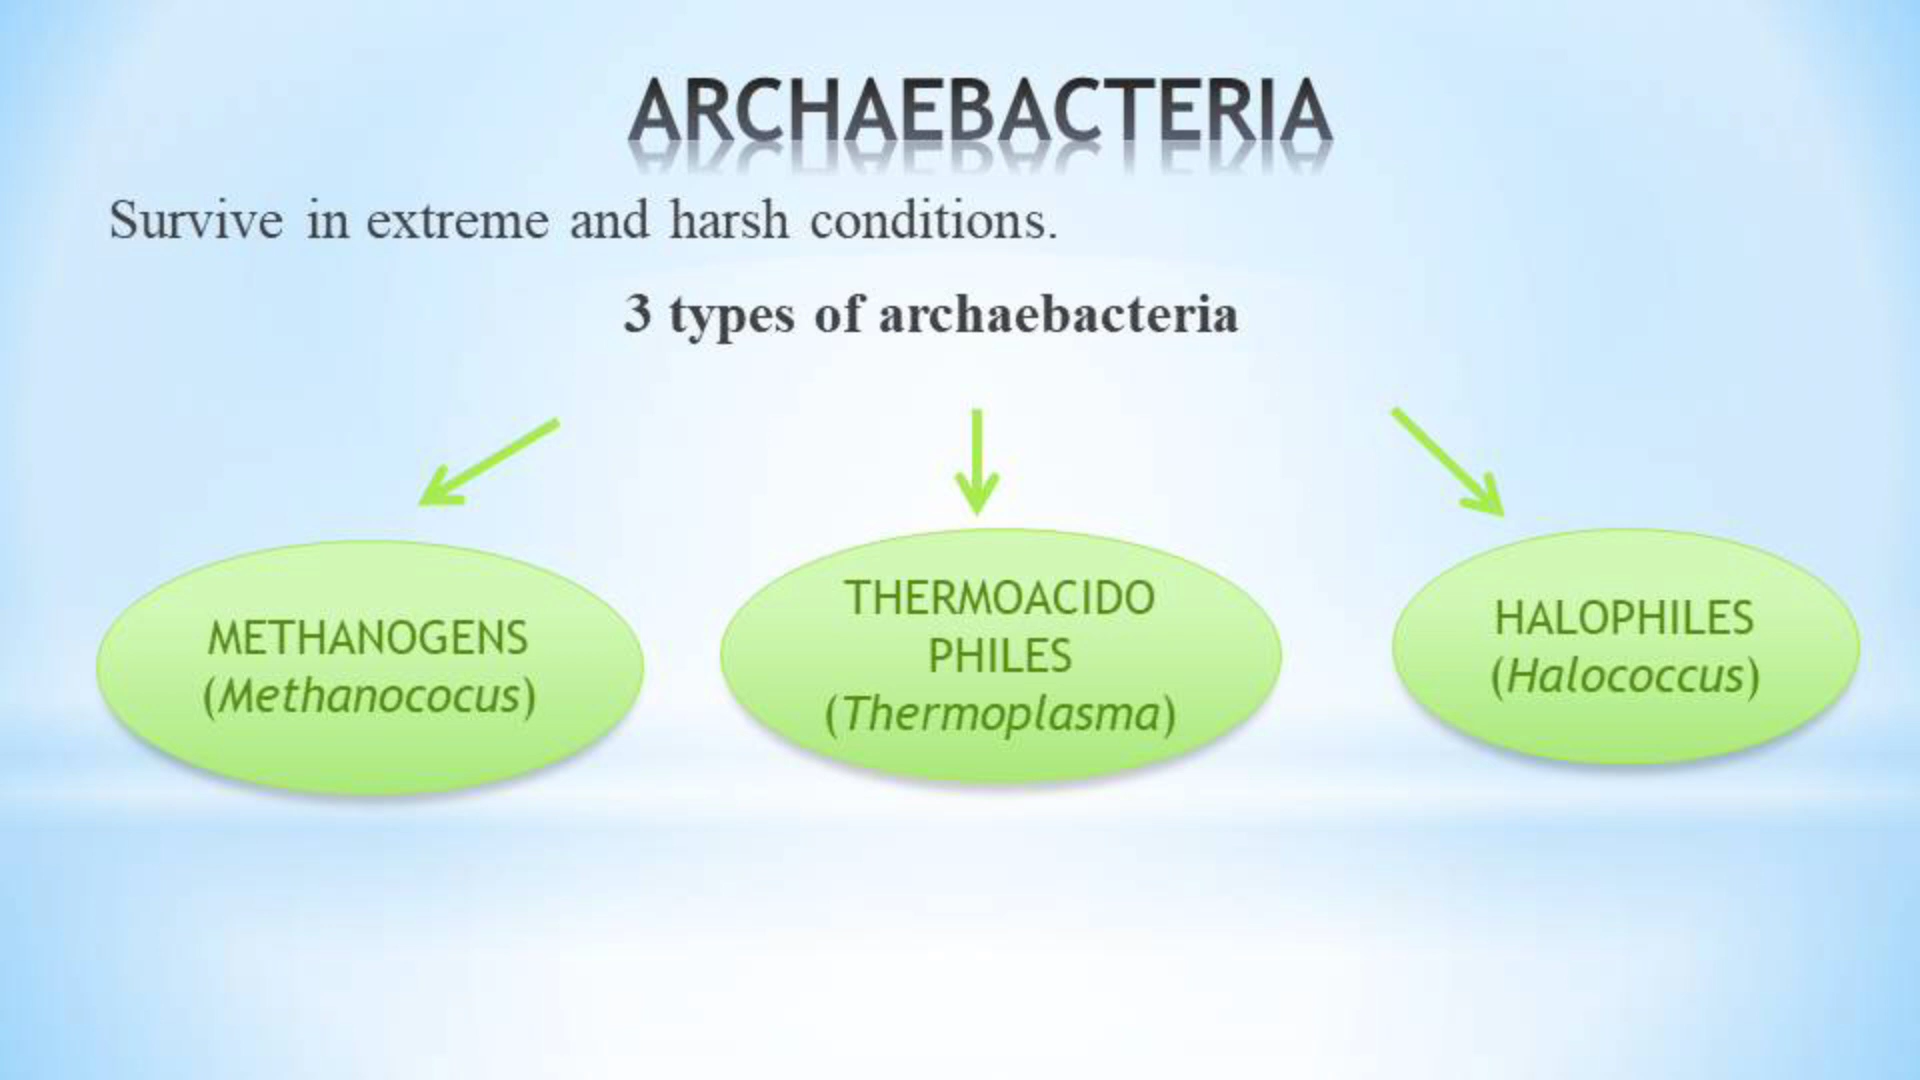 ARCHAEBACTERIA
Survive in extreme and harsh conditions.
3 types of archaebacteria
METHANOGENS
(Methanococus)
THERMOACIDO
PHILES
(Thermoplasma)
HALOPHILES
(Halococcus)